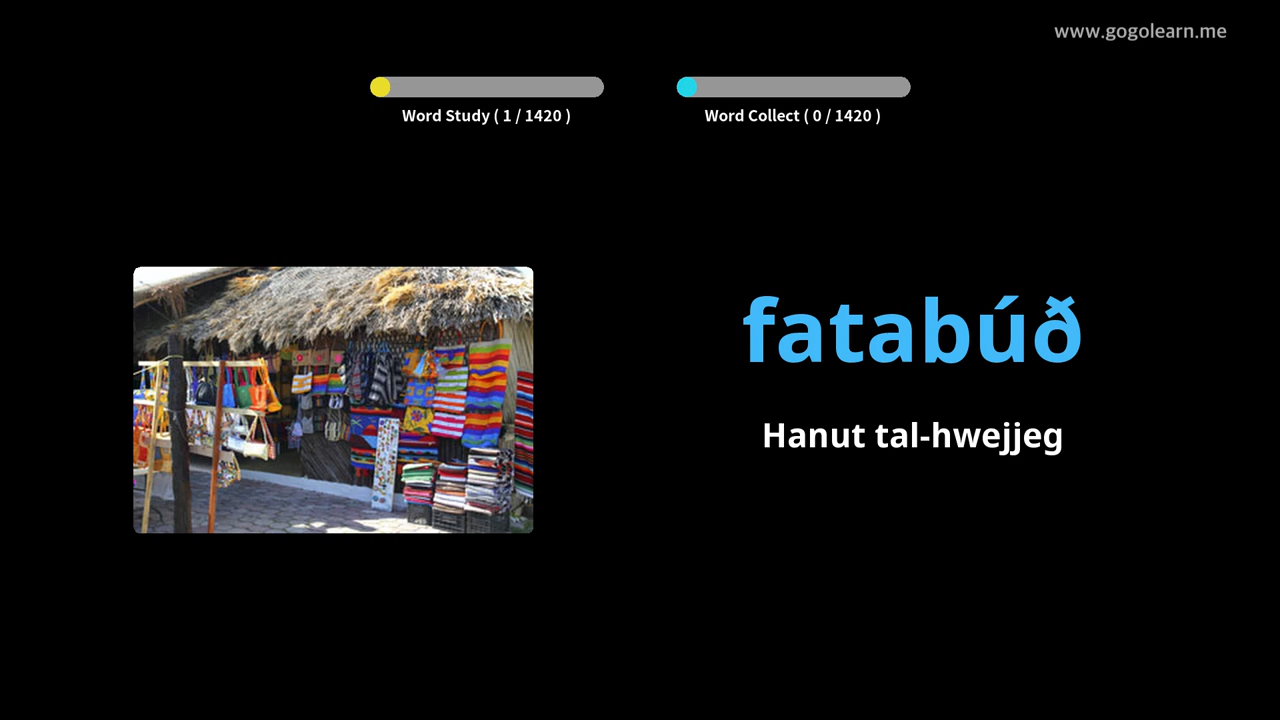 www.gogolearn.me
Word Study ( 1 / 1420 )
Word Collect ( 0 / 1420 )
fatabúð
Hanut tal-hwejjeg